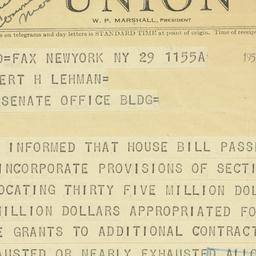 UNION
W. P. MARSHALL, PRESIDENT
on telegrams and day letters is STANDARD TIME at point of origin. Time of receipt
=FAX NEWYORK NY 29 1155A 195
ERT H LEHMAN=
SENATE OFFICE BLDG=
INFORMED THAT HOUSE BILL PASS
INCORPORATE PROVISIONS OF SECTI
OCATING THIRTY FIVE MILLION DOL
MILLION DOLLARS APPROPRIATED FO
E GRANTS TO ADDITIONAL CONTRACT
AUSTED OR NEARLY EXHAUSTED ALLO